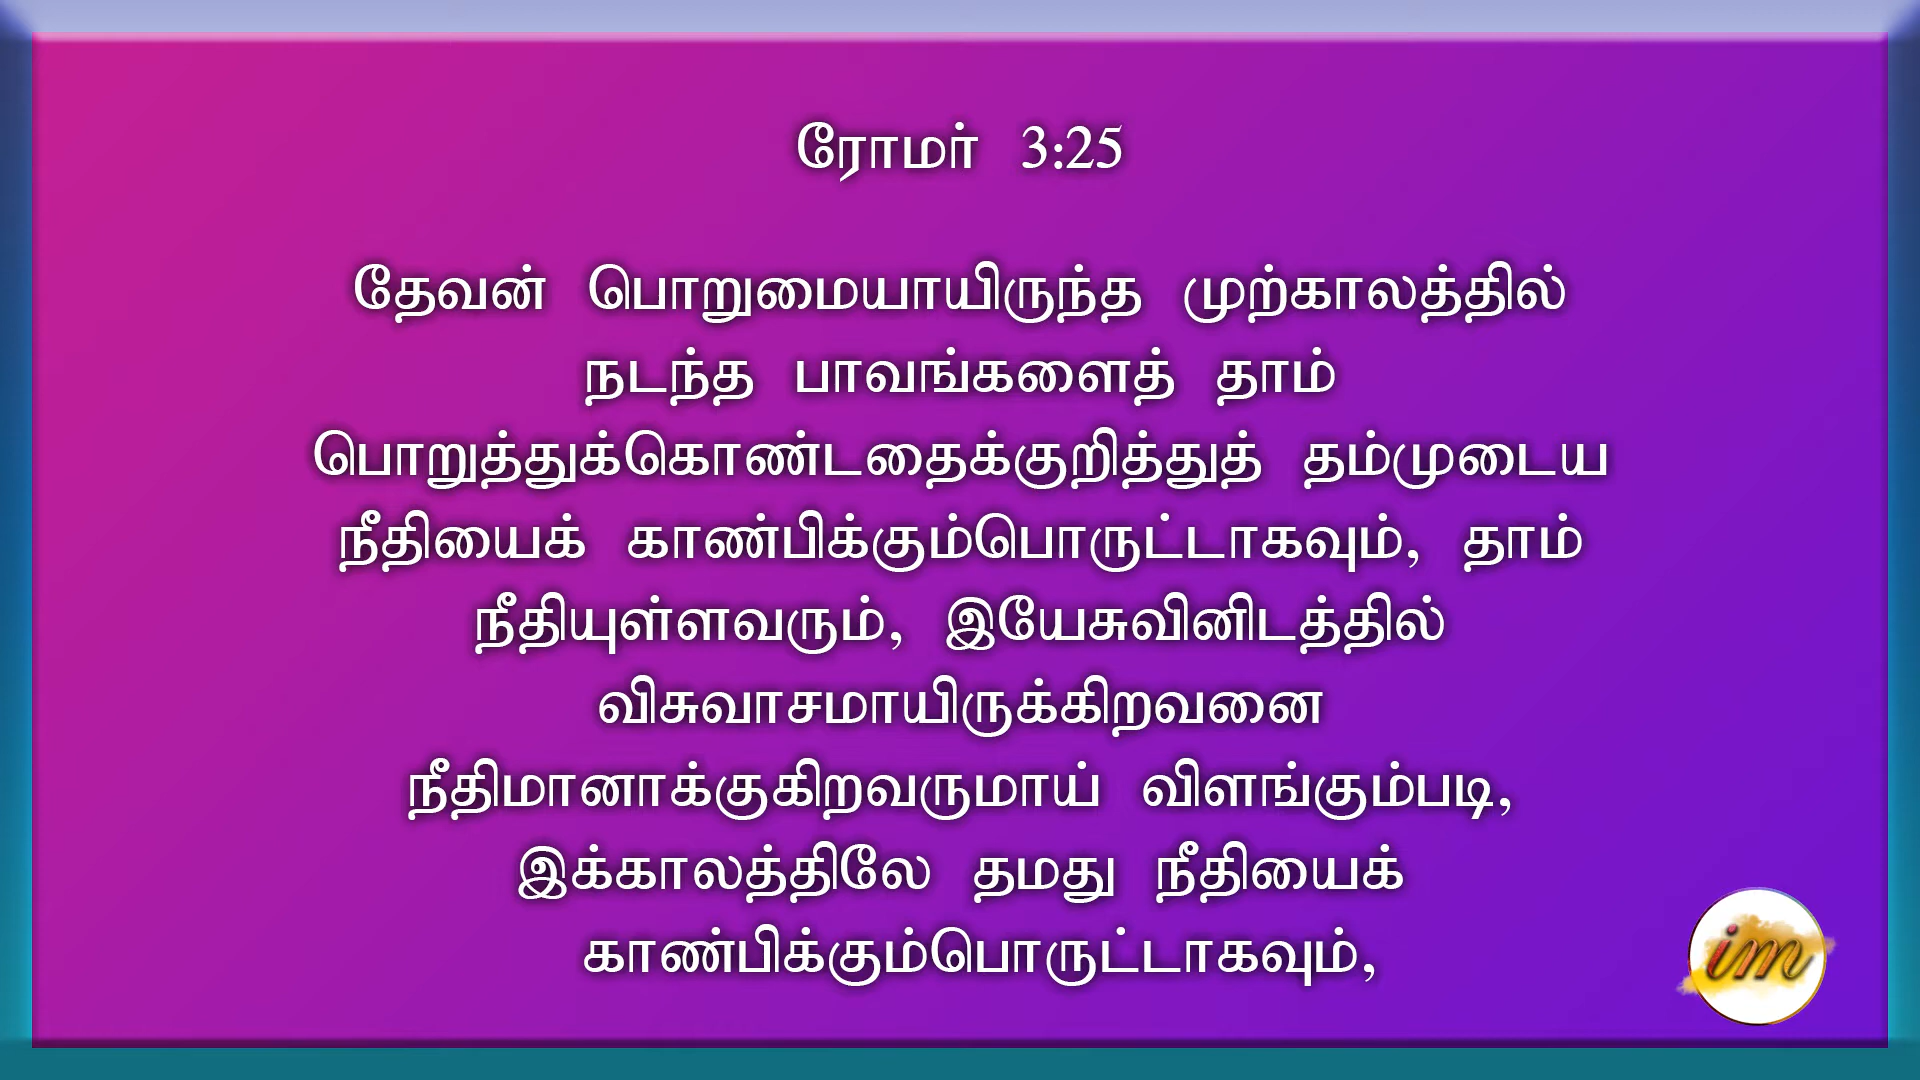 ரோமர் 3:25
தேவன் பொறுமையாயிருந்த முற்காலத்தில்
நடந்த பாவங்களைத் தாம்
பொறுத்துக்கொண்டதைக்குறித்துத் தம்முடைய
நீதியைக் காண்பிக்கும்பொருட்டாகவும், தாம்
நீதியுள்ளவரும், இயேசுவினிடத்தில்
விசுவாசமாயிருக்கிறவனை
நீதிமானாக்குகிறவருமாய் விளங்கும்படி,
இக்காலத்திலே தமது நீதியைக்
காண்பிக்கும்பொருட்டாகவும்,
im